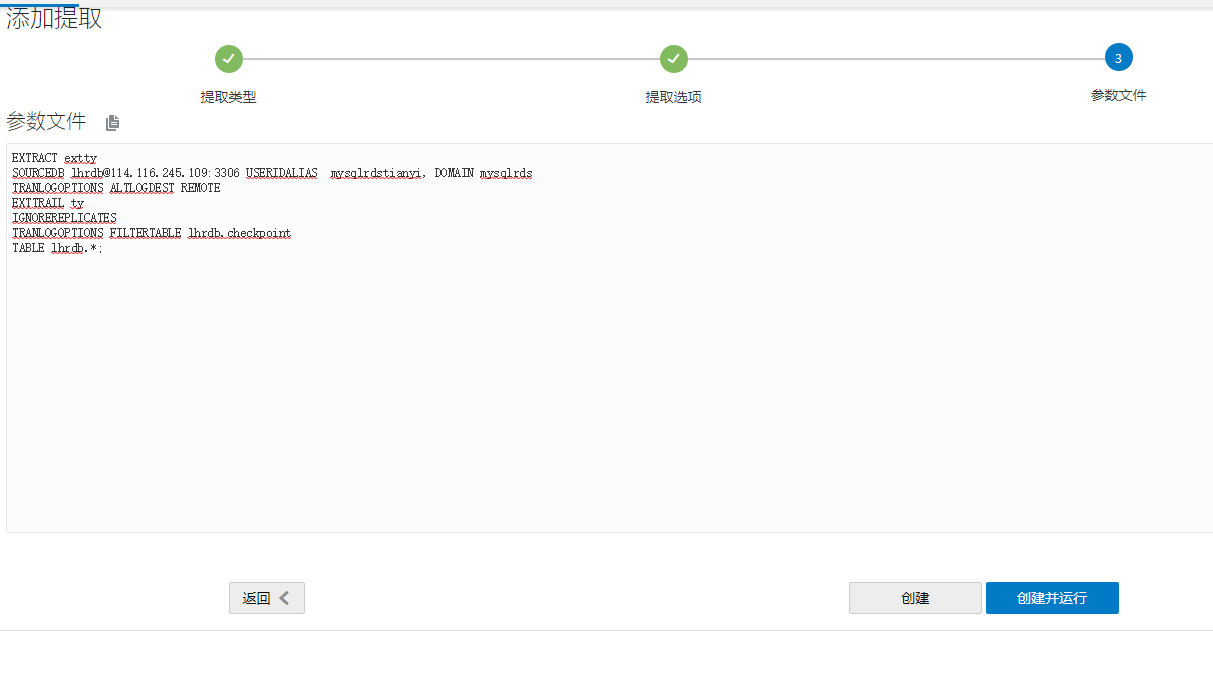 添加提取
3
提取类型
提取选项
参数文件
参数文件
EXTRACT extty
SOURCEDB lhrdb@114.116.245.109:3306 USERIDALIAS  mysqlrdstianyi, DOMAIN mysqlrds
TRANLOGOPTIONS ALTLOGDEST REMOTE
EXTTRAIL ty
IGNOREREPLICATES
TRANLOGOPTIONS FILTERTABLE lhrdb.checkpoint
TABLE lhrdb.*;
返回
创建
创建并运行